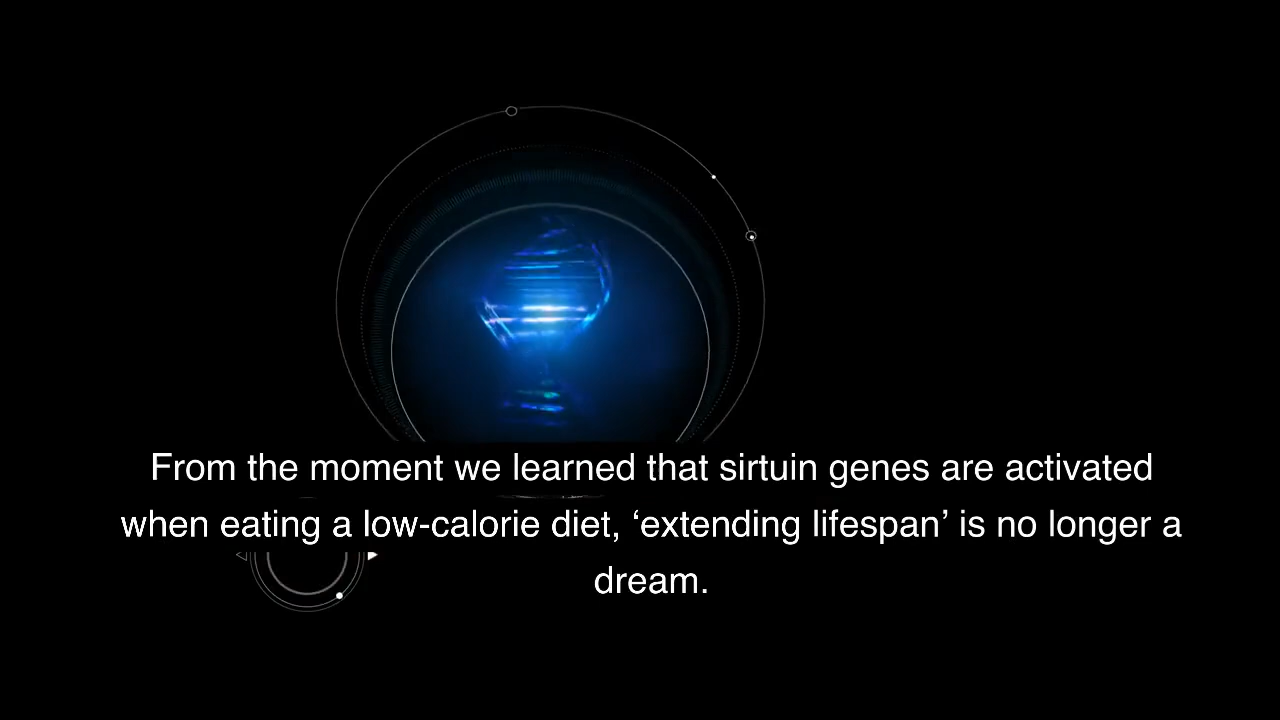 From the moment we learned that sirtuin genes are activated
when eating a low-calorie diet, ‘extending lifespan’ is no longer a
dream.